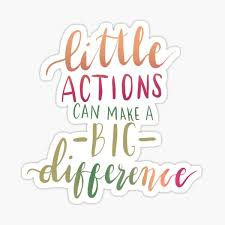 little
ACTIONS
CAN MAKE A
-BIG-
difference